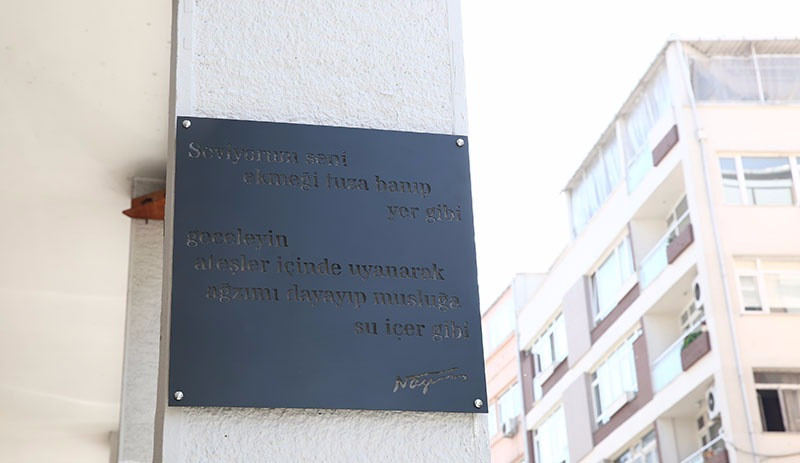 Seviyorum seni
ekmeği tuza banıp
yer gibi
geceleyin
ateşler içinde uyanarak
ağzımı dayayıp musluğa
su içer gibi